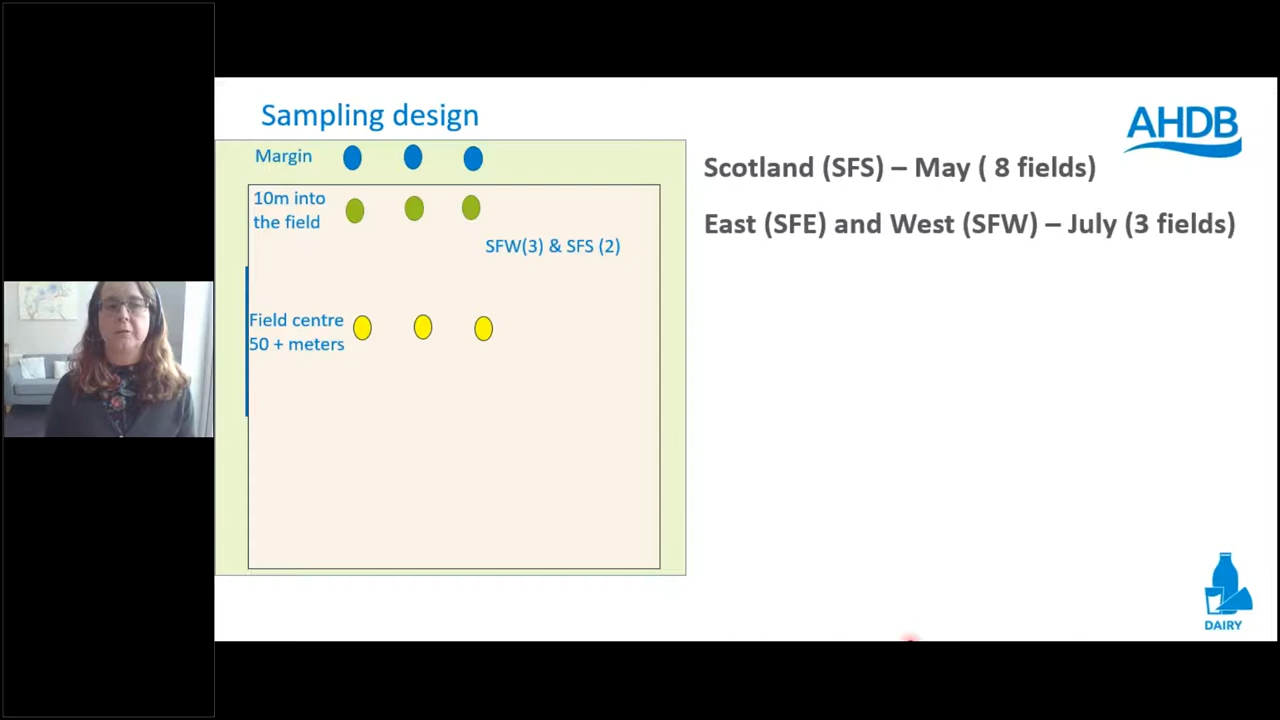 Sampling design
AHDB
Margin
10m into
the field
SFW(3) & SFS (2)
Field centre
50 + meters
Scotland (SFS) – May ( 8 fields)
East (SFE) and West (SFW) – July (3 fields)
DAIRY